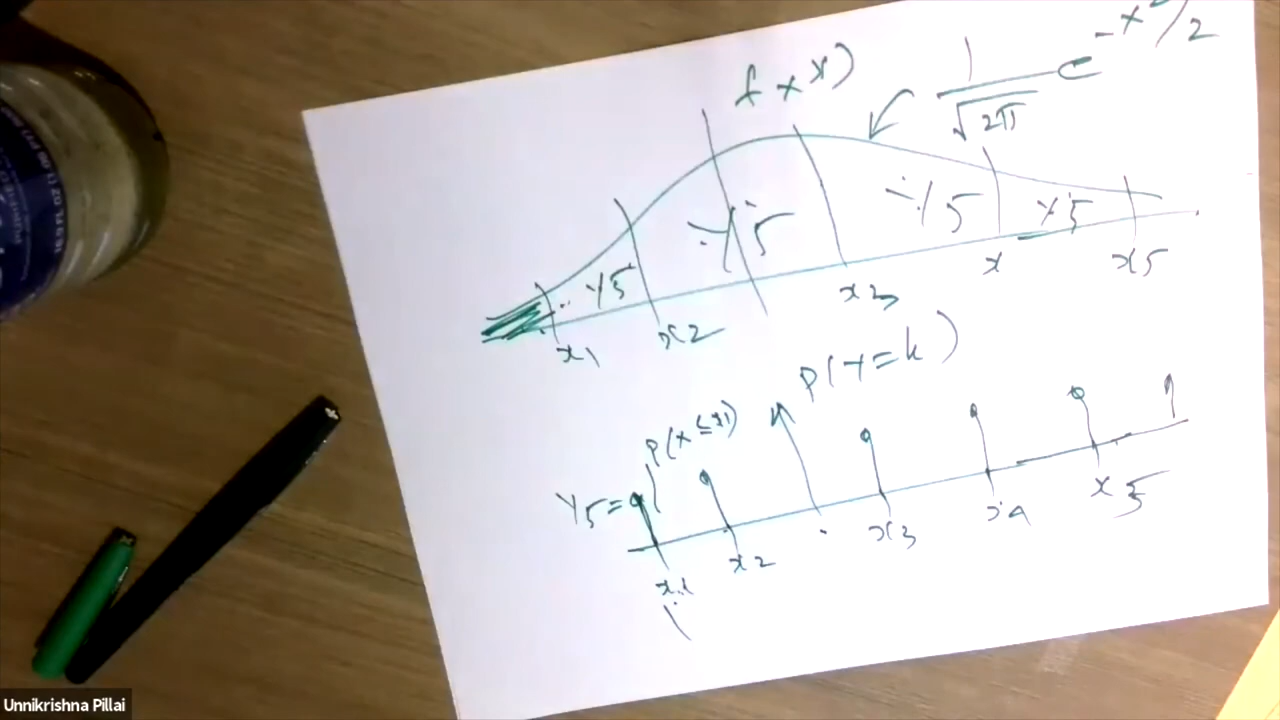 f x x)
1/√2π e^-x²/2
1/5
1/5
1/5
1/5
x1
x2
x3
x
x5
P(Y=k)
P(x≤x1)
1/5=
x1
x2
x3
x4
x5
Unnikrishna Pillai